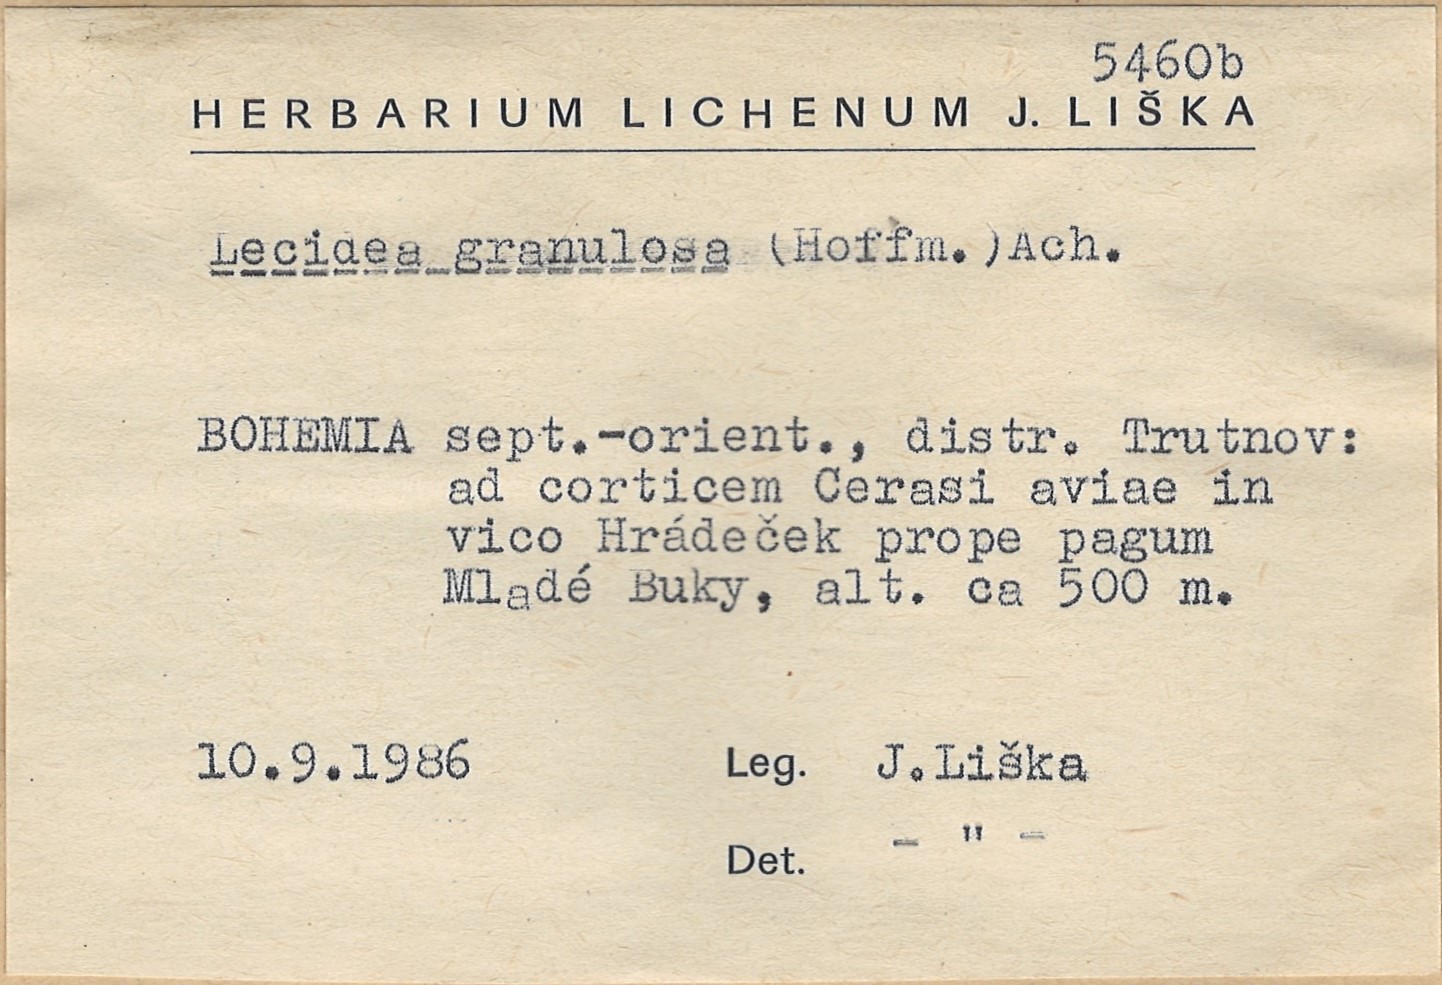 5460b
HERBARIUM LICHENUM J. LIŠKA
Lecidea granulosa (Hoffm.)Ach.
BOHEMIA sept.-orient., distr. Trutnov:
ad corticem Cerasi aviae in
vico Hrádeček prope pagum
Mladé Buky, alt. ca 500 m.
10.9.1986 Leg. J.Liška
Det. - " -